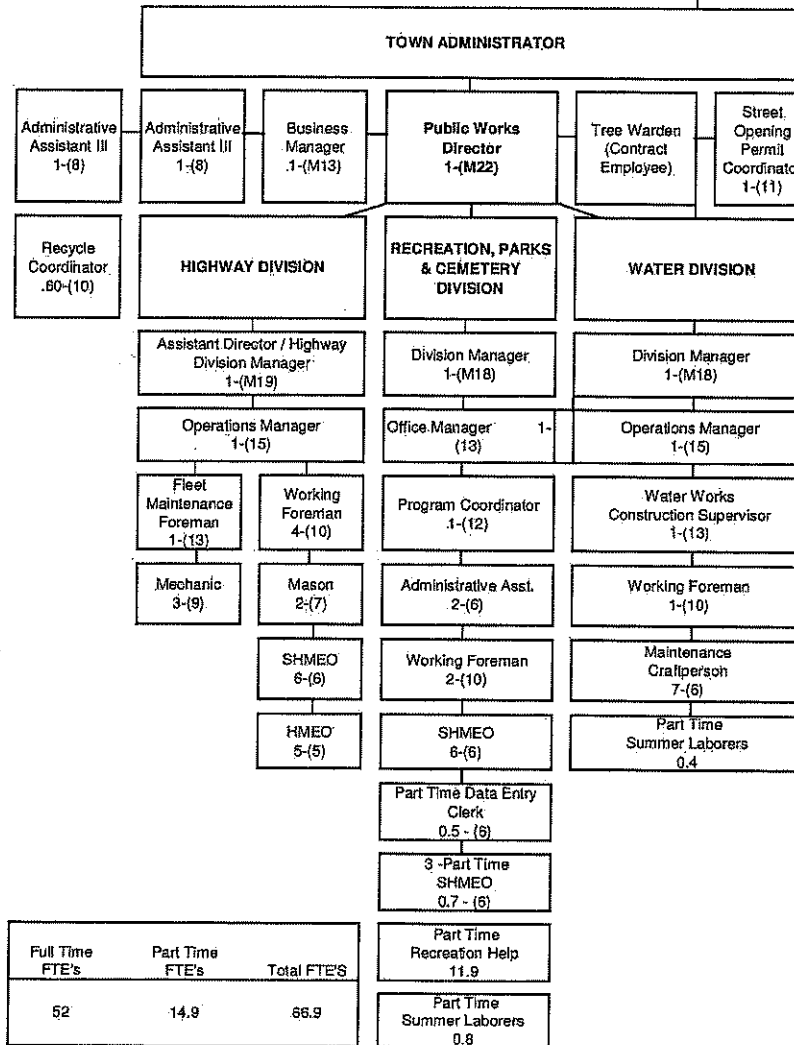 TOWN ADMINISTRATOR
Administrative
Assistant III
1-(8)
Administrative
Assistant III
1-(8)
Business
Manager
.1-(M13)
Public Works
Director
1-(M22)
Tree Warden
(Contract
Employee)
Street
Opening
Permit
Coordinato
1-(11)
Recycle
Coordinator
.60-(10)
HIGHWAY DIVISION
RECREATION, PARKS
& CEMETERY
DIVISION
WATER DIVISION
Assistant Director / Highway
Division Manager
1-(M19)
Division Manager
1-(M18)
Division Manager
1-(M18)
Operations Manager
1-(15)
Office Manager 1-
(13)
Operations Manager
1-(15)
Fleet
Maintenance
Foreman
1-(13)
Working
Foreman
4-(10)
Program Coordinator
.1-(12)
Water Works
Construction Supervisor
1-(13)
Mechanic
3-(9)
Mason
2-(7)
Administrative Asst.
2-(6)
Working Foreman
1-(10)
SHMEO
6-(6)
Working Foreman
2-(10)
Maintenance
Craftperson
7-(6)
HMEO
5-(5)
SHMEO
6-(6)
Part Time
Summer Laborers
0.4
Part Time Data Entry
Clerk
0.5 - (6)
3 -Part Time
SHMEO
0.7 - (6)
Part Time
Recreation Help
11.9
Part Time
Summer Laborers
0.8
Full Time
FTE's
Part Time
FTE's
Total FTE'S
52 14.9 66.9